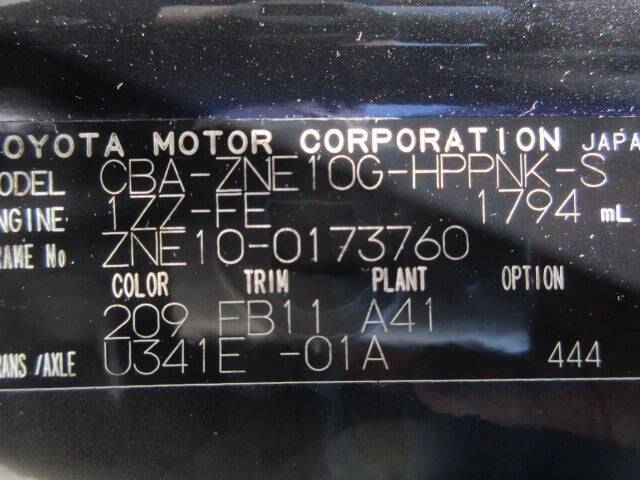 OYOTA MOTOR CORPORATION JAPA
ODEL CBA-ZNE10G-HPPNK-S
NGINE 1ZZ-FE 1794 mL
RAME No. ZNE10-0173760
COLOR TRIM PLANT OPTION
209 FB11 A41
RANS /AXLE U341E -01A 444